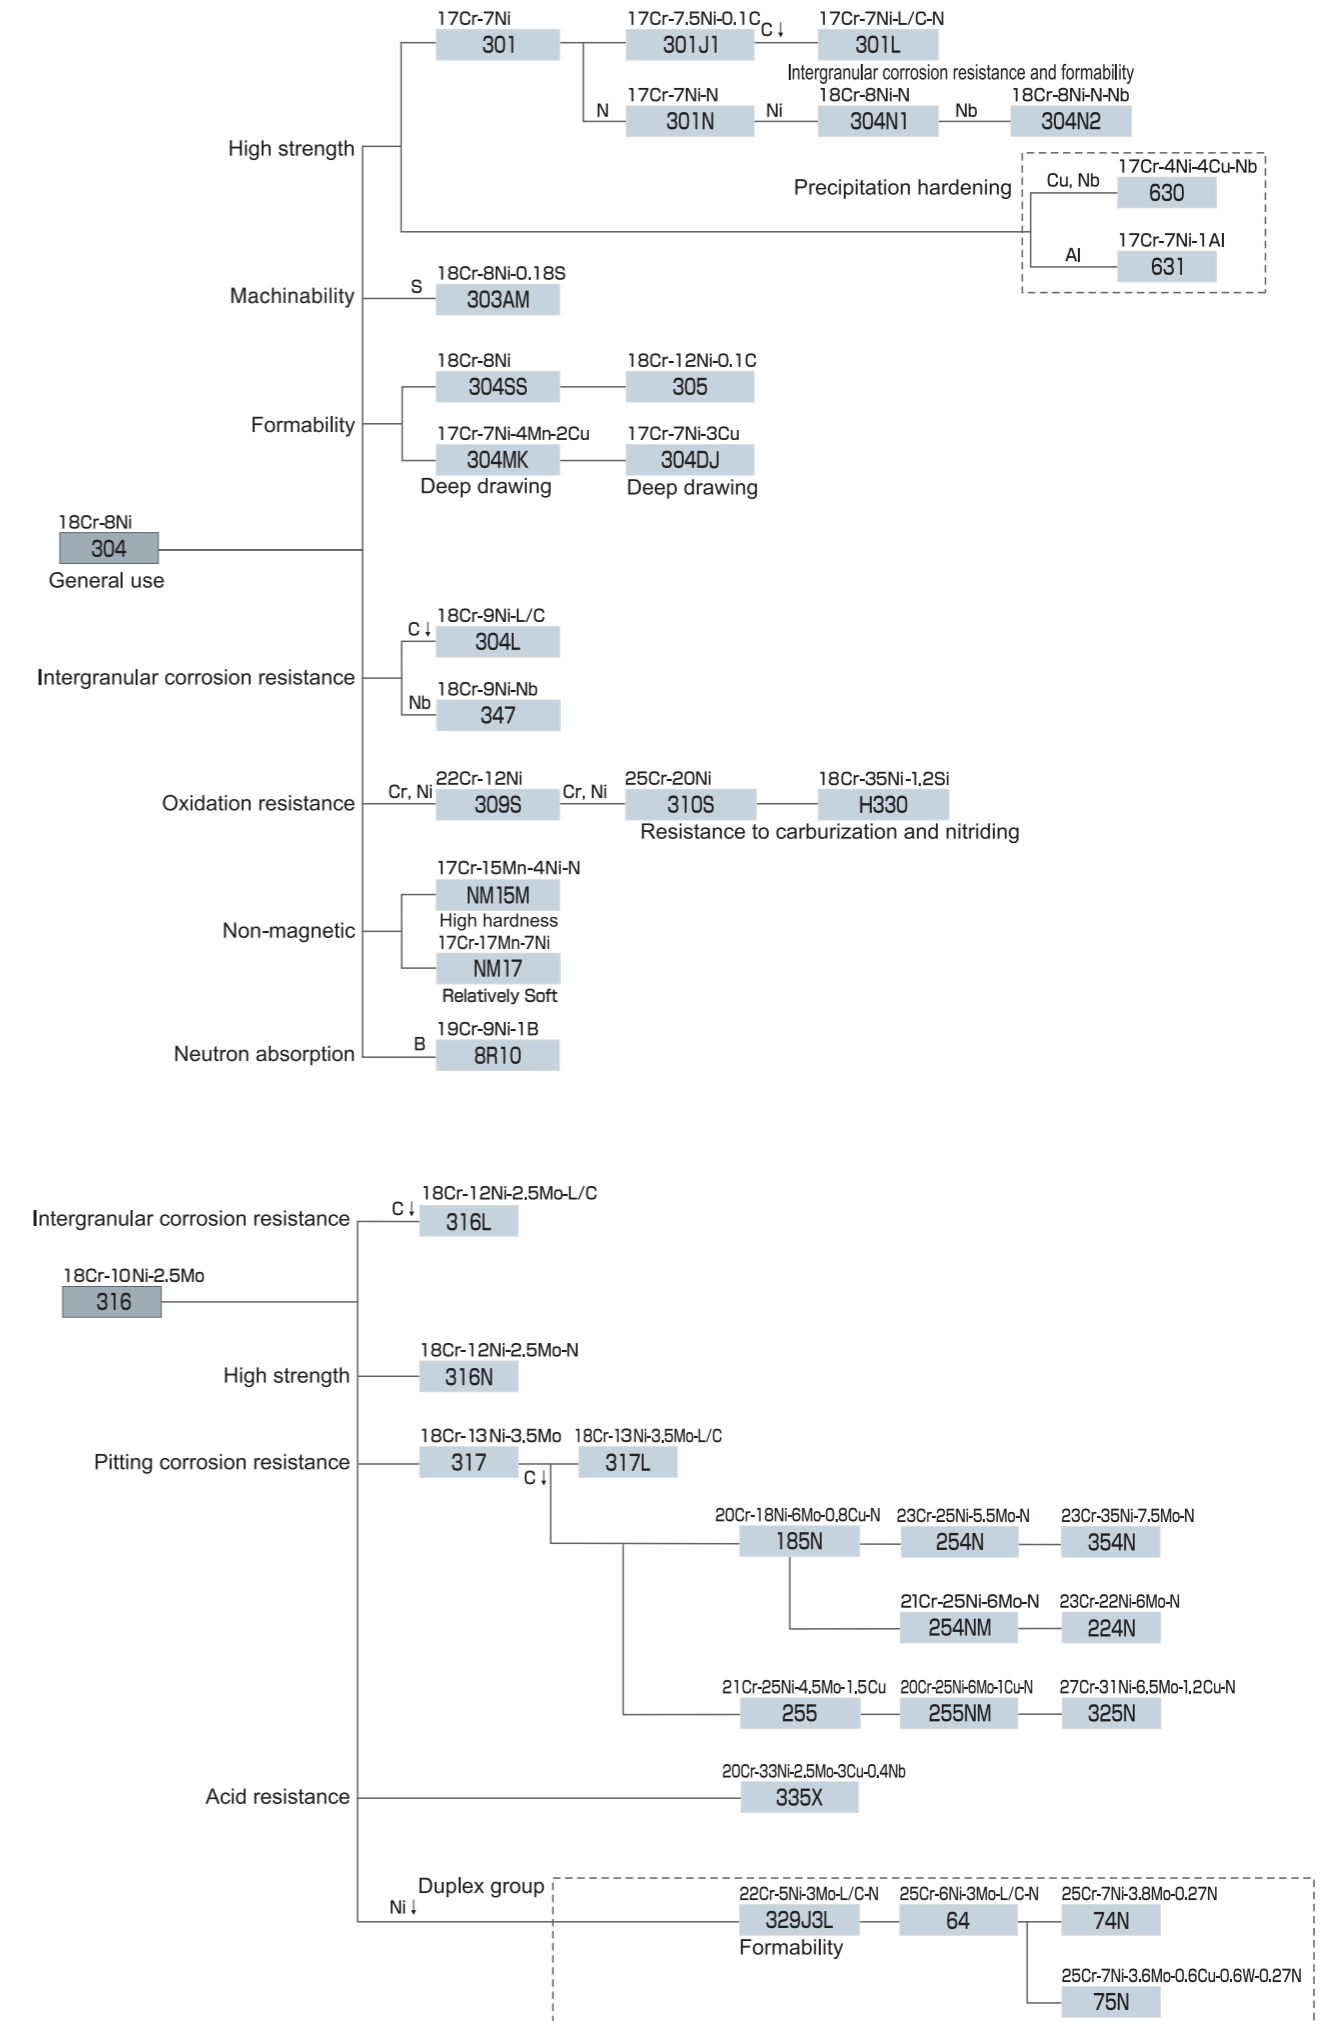 17Cr-7Ni
17Cr-7.5Ni-0.1C
C↓
17Cr-7Ni-L/C-N
301
301J1
301L
Intergranular corrosion resistance and formability
17Cr-7Ni-N
18Cr-8Ni-N
18Cr-8Ni-N-Nb
N
301N
Ni
304N1
Nb
304N2
High strength
Precipitation hardening
17Cr-4Ni-4Cu-Nb
Cu, Nb
630
17Cr-7Ni-1Al
Al
631
18Cr-8Ni-0.18S
Machinability
S
303AM
18Cr-8Ni
18Cr-12Ni-0.1C
304SS
305
Formability
17Cr-7Ni-4Mn-2Cu
17Cr-7Ni-3Cu
304MK
304DJ
Deep drawing
Deep drawing
18Cr-8Ni
304
General use
18Cr-9Ni-L/C
C↓
304L
Intergranular corrosion resistance
18Cr-9Ni-Nb
Nb
347
22Cr-12Ni
25Cr-20Ni
18Cr-35Ni-1.2Si
Oxidation resistance
Cr, Ni
309S
Cr, Ni
310S
H330
Resistance to carburization and nitriding
17Cr-15Mn-4Ni-N
NM15M
High hardness
Non-magnetic
17Cr-17Mn-7Ni
NM17
Relatively Soft
19Cr-9Ni-1B
Neutron absorption
B
8R10
18Cr-12Ni-2.5Mo-L/C
Intergranular corrosion resistance
C↓
316L
18Cr-10Ni-2.5Mo
316
18Cr-12Ni-2.5Mo-N
High strength
316N
18Cr-13Ni-3.5Mo
18Cr-13Ni-3.5Mo-L/C
Pitting corrosion resistance
317
C↓
317L
20Cr-18Ni-6Mo-0.8Cu-N
23Cr-25Ni-5.5Mo-N
23Cr-35Ni-7.5Mo-N
185N
254N
354N
21Cr-25Ni-6Mo-N
23Cr-22Ni-6Mo-N
254NM
224N
21Cr-25Ni-4.5Mo-1.5Cu
20Cr-25Ni-6Mo-1Cu-N
27Cr-31Ni-6.5Mo-1.2Cu-N
255
255NM
325N
20Cr-33Ni-2.5Mo-3Cu-0.4Nb
Acid resistance
335X
Duplex group
Ni↓
22Cr-5Ni-3Mo-L/C-N
25Cr-6Ni-3Mo-L/C-N
25Cr-7Ni-3.8Mo-0.27N
329J3L
64
74N
Formability
25Cr-7Ni-3.6Mo-0.6Cu-0.6W-0.27N
75N